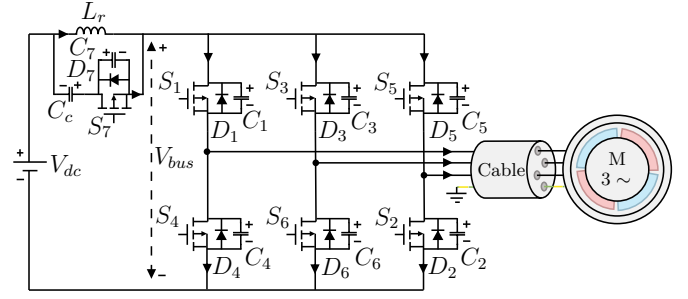 L_r
C_7
D_7
C_c
S_7
V_dc
V_bus
S_1
D_1
C_1
S_3
D_3
C_3
S_5
D_5
C_5
Cable
M
3 ~
S_4
D_4
C_4
S_6
D_6
C_6
S_2
D_2
C_2